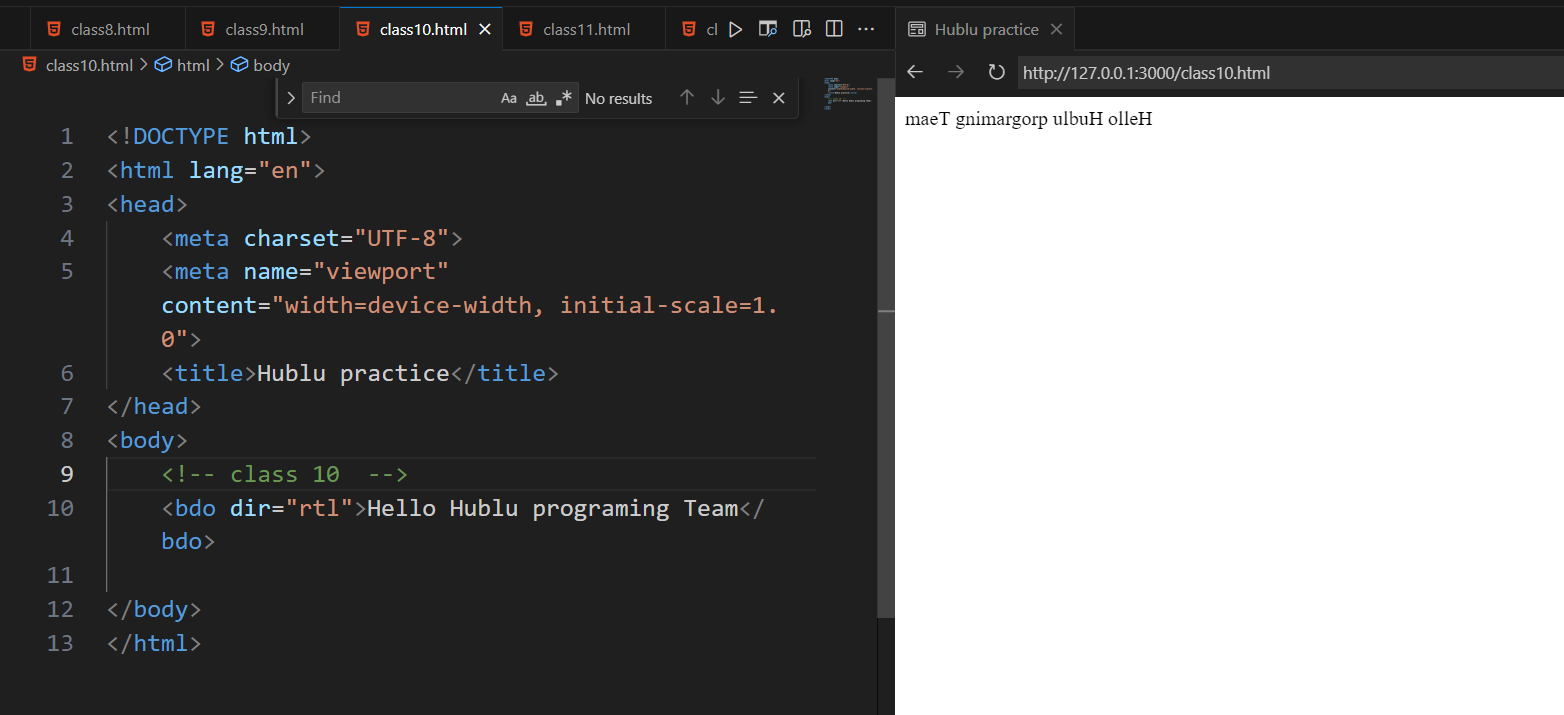 class8.html class9.html class10.html class11.html cl
Hublu practice
class10.html > html > body
http://127.0.0.1:3000/class10.html
Find Aa ab No results
maeT gnimargorp ulbuH olleH
1 <!DOCTYPE html>
2 <html lang="en">
3 <head>
4 <meta charset="UTF-8">
5 <meta name="viewport"
content="width=device-width, initial-scale=1.
0">
6 <title>Hublu practice</title>
7 </head>
8 <body>
9 <!-- class 10  -->
10 <bdo dir="rtl">Hello Hublu programing Team</
bdo>
11
12 </body>
13 </html>